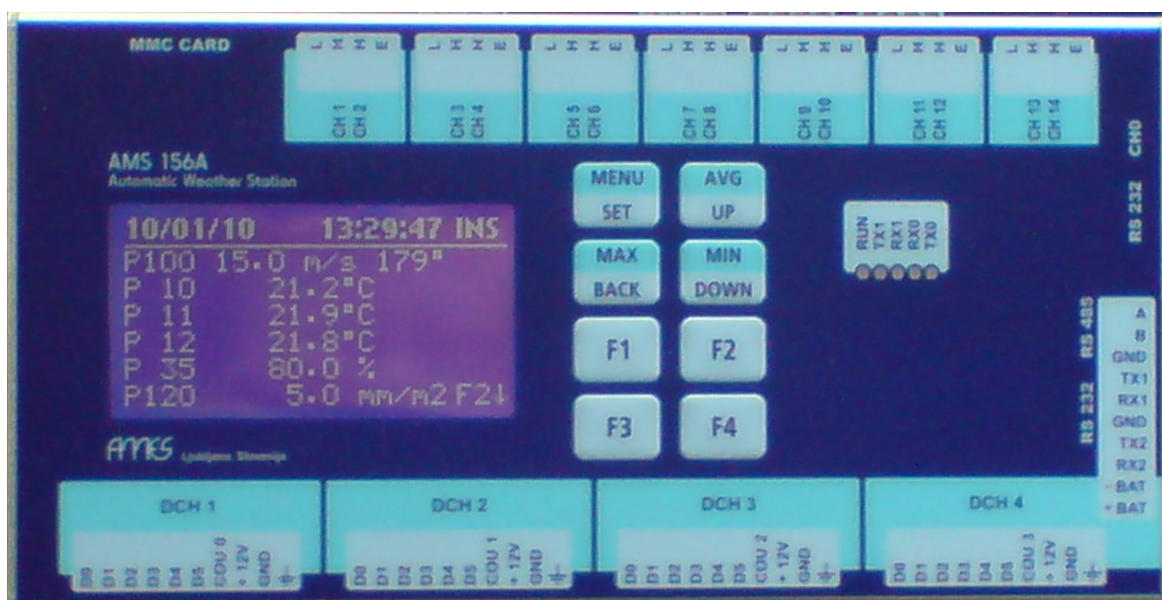 MMC CARD
L H H E
L H H E
L H H E
L H H E
L H H E
L H H E
L H H E
CH 1
CH 2
CH 3
CH 4
CH 5
CH 6
CH 7
CH 8
CH 9
CH 10
CH 11
CH 12
CH 13
CH 14
CH0
RS 232
AMS 156A
Automatic Weather Station
10/01/10 13:29:47 INS
P100 15.0 m/s 179°
P 10 21.2°C
P 11 21.9°C
P 12 21.8°C
P 35 80.0 %
P120 5.0 mm/m2 F2↓
MENU
SET
AVG
UP
MAX
BACK
MIN
DOWN
F1
F2
F3
F4
RUN
TX1
RX1
RX0
TX0
RS 485
RS 232
A
B
GND
TX1
RX1
GND
TX2
RX2
- BAT
+ BAT
AMES Ljubljana, Slovenija
DCH 1
D0
D1
D2
D3
D4
D5
COU 0
+ 12V
GND
DCH 2
D0
D1
D2
D3
D4
D5
COU 1
+ 12V
GND
DCH 3
D0
D1
D2
D3
D4
D5
COU 2
+ 12V
GND
DCH 4
D0
D1
D2
D3
D4
D5
COU 3
+ 12V
GND